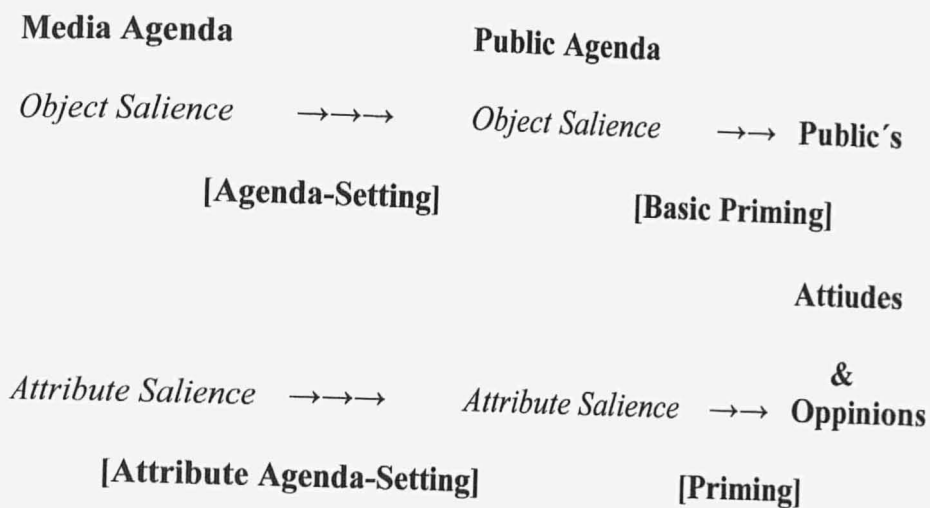 Media Agenda Public Agenda
Object Salience →→→ Object Salience →→ Public´s
[Agenda-Setting] [Basic Priming]
Attiudes
&
Attribute Salience →→→ Attribute Salience →→ Oppinions
[Attribute Agenda-Setting] [Priming]